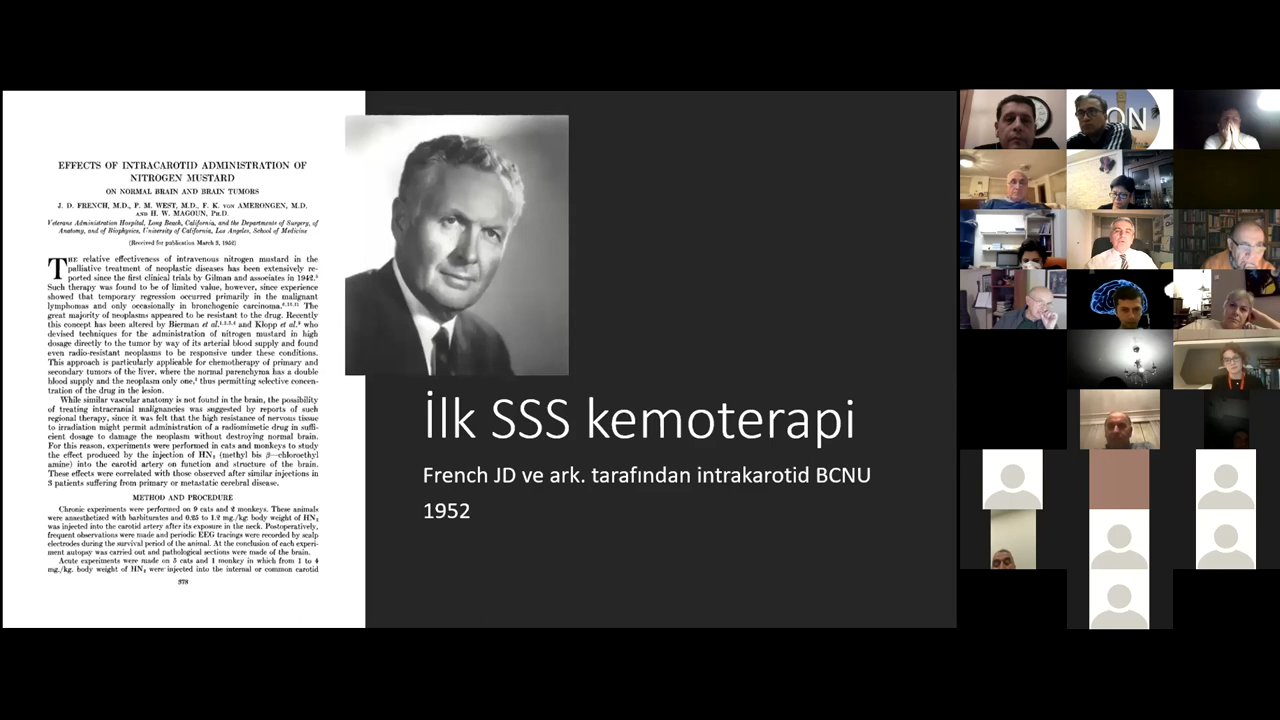 EFFECTS OF INTRACAROTID ADMINISTRATION OF
NITROGEN MUSTARD
ON NORMAL BRAIN AND BRAIN TUMORS
J. D. FRENCH, M.D., P. M. WEST, M.D., F. K. VON AMERONGEN, M.D.
AND H. W. MAGOUN, PH.D.
Veterans Administration Hospital, Long Beach, California, and the Departments of Surgery, of
Anatomy, and of Biophysics, University of California, Los Angeles, School of Medicine
(Received for publication March 3, 1952)
THE relative effectiveness of intravenous nitrogen mustard in the
palliative treatment of neoplastic diseases has been extensively re-
ported since the first clinical trials by Gilman and associates in 1942.
Such therapy was found to be of limited value, however, since experience
showed that temporary regression occurred primarily in the malignant
lymphomas and only occasionally in bronchogenic carcinoma. The
great majority of neoplasms appeared to be resistant to the drug. Recently
this concept has been altered by Bierman et al. and Klopp et al. who
devised techniques for the administration of nitrogen mustard in high
dosage directly to the tumor by way of its arterial blood supply and found
even radio-resistant neoplasms to be responsive under these conditions.
This approach is particularly applicable for chemotherapy of primary and
secondary tumors of the liver, where the normal parenchyma has a double
blood supply and the neoplasm only one, thus permitting selective concen-
tration of the drug in the lesion.
While similar vascular anatomy is not found in the brain, the possibility
of treating intracranial malignancies was suggested by reports of such
regional therapy, since it was felt that the high resistance of nervous tissue
to irradiation might permit administration of a radiomimetic drug in suffi-
cient dosage to damage the neoplasm without destroying normal brain.
For this reason, experiments were performed in cats and monkeys to study
the effect produced by the injection of HN₂ (methyl bis β—chloroethyl
amine) into the carotid artery on function and structure of the brain.
These effects were correlated with those observed after similar injections in
3 patients suffering from primary or metastatic cerebral disease.
METHOD AND PROCEDURE
Chronic experiments were performed on 9 cats and 2 monkeys. These animals
were anaesthetized with barbiturates and 0.25 to 1.2 mg./kg. body weight of HN₂
was injected into the carotid artery after its exposure in the neck. Postoperatively,
frequent observations were made and periodic EEG tracings were recorded by scalp
electrodes during the survival period of the animal. At the conclusion of each experi-
ment autopsy was carried out and pathological sections were made of the brain.
Acute experiments were made on 5 cats and 1 monkey in which from 1 to 4
mg./kg. body weight of HN₂ were injected into the internal or common carotid
378
İlk SSS kemoterapi
French JD ve ark. tarafından intrakarotid BCNU
1952
ON